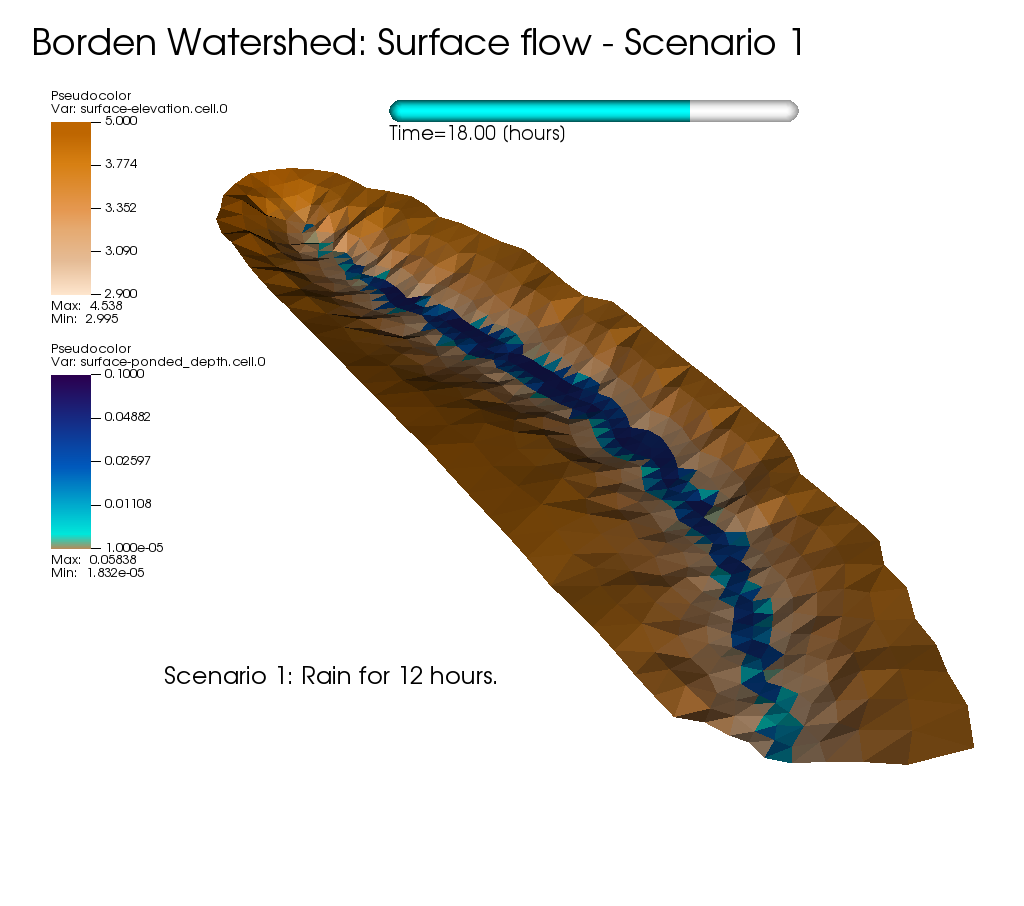 Borden Watershed: Surface flow - Scenario 1
Pseudocolor
Var: surface-elevation.cell.0
5.000
3.774
3.352
3.090
2.900
Max: 4.538
Min: 2.995
Time=18.00 (hours)
Pseudocolor
Var: surface-ponded_depth.cell.0
0.1000
0.04882
0.02597
0.01108
1.000e-05
Max: 0.05838
Min: 1.832e-05
Scenario 1: Rain for 12 hours.